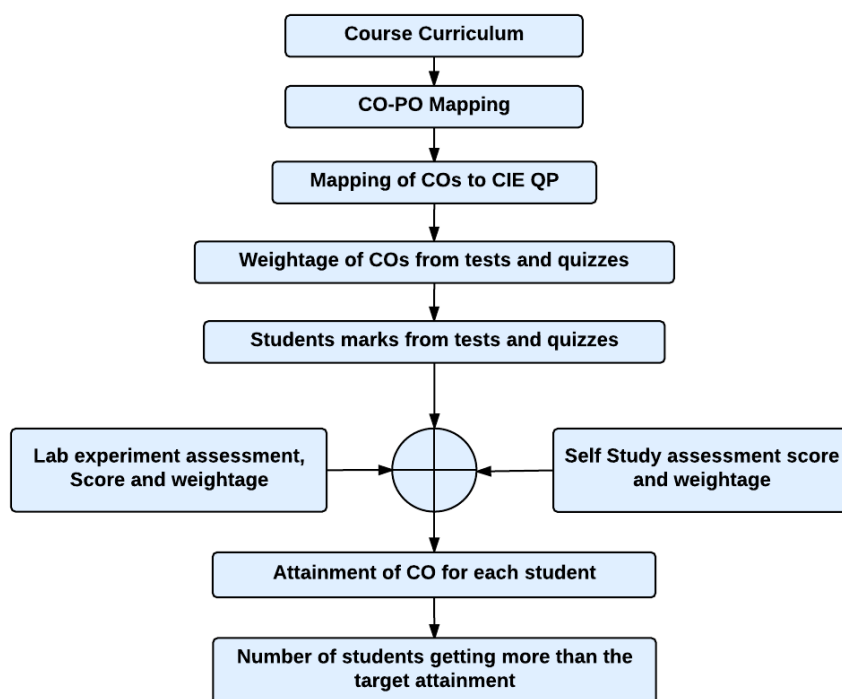 Course Curriculum
CO-PO Mapping
Mapping of COs to CIE QP
Weightage of COs from tests and quizzes
Students marks from tests and quizzes
Lab experiment assessment,
Score and weightage
Self Study assessment score
and weightage
Attainment of CO for each student
Number of students getting more than the
target attainment